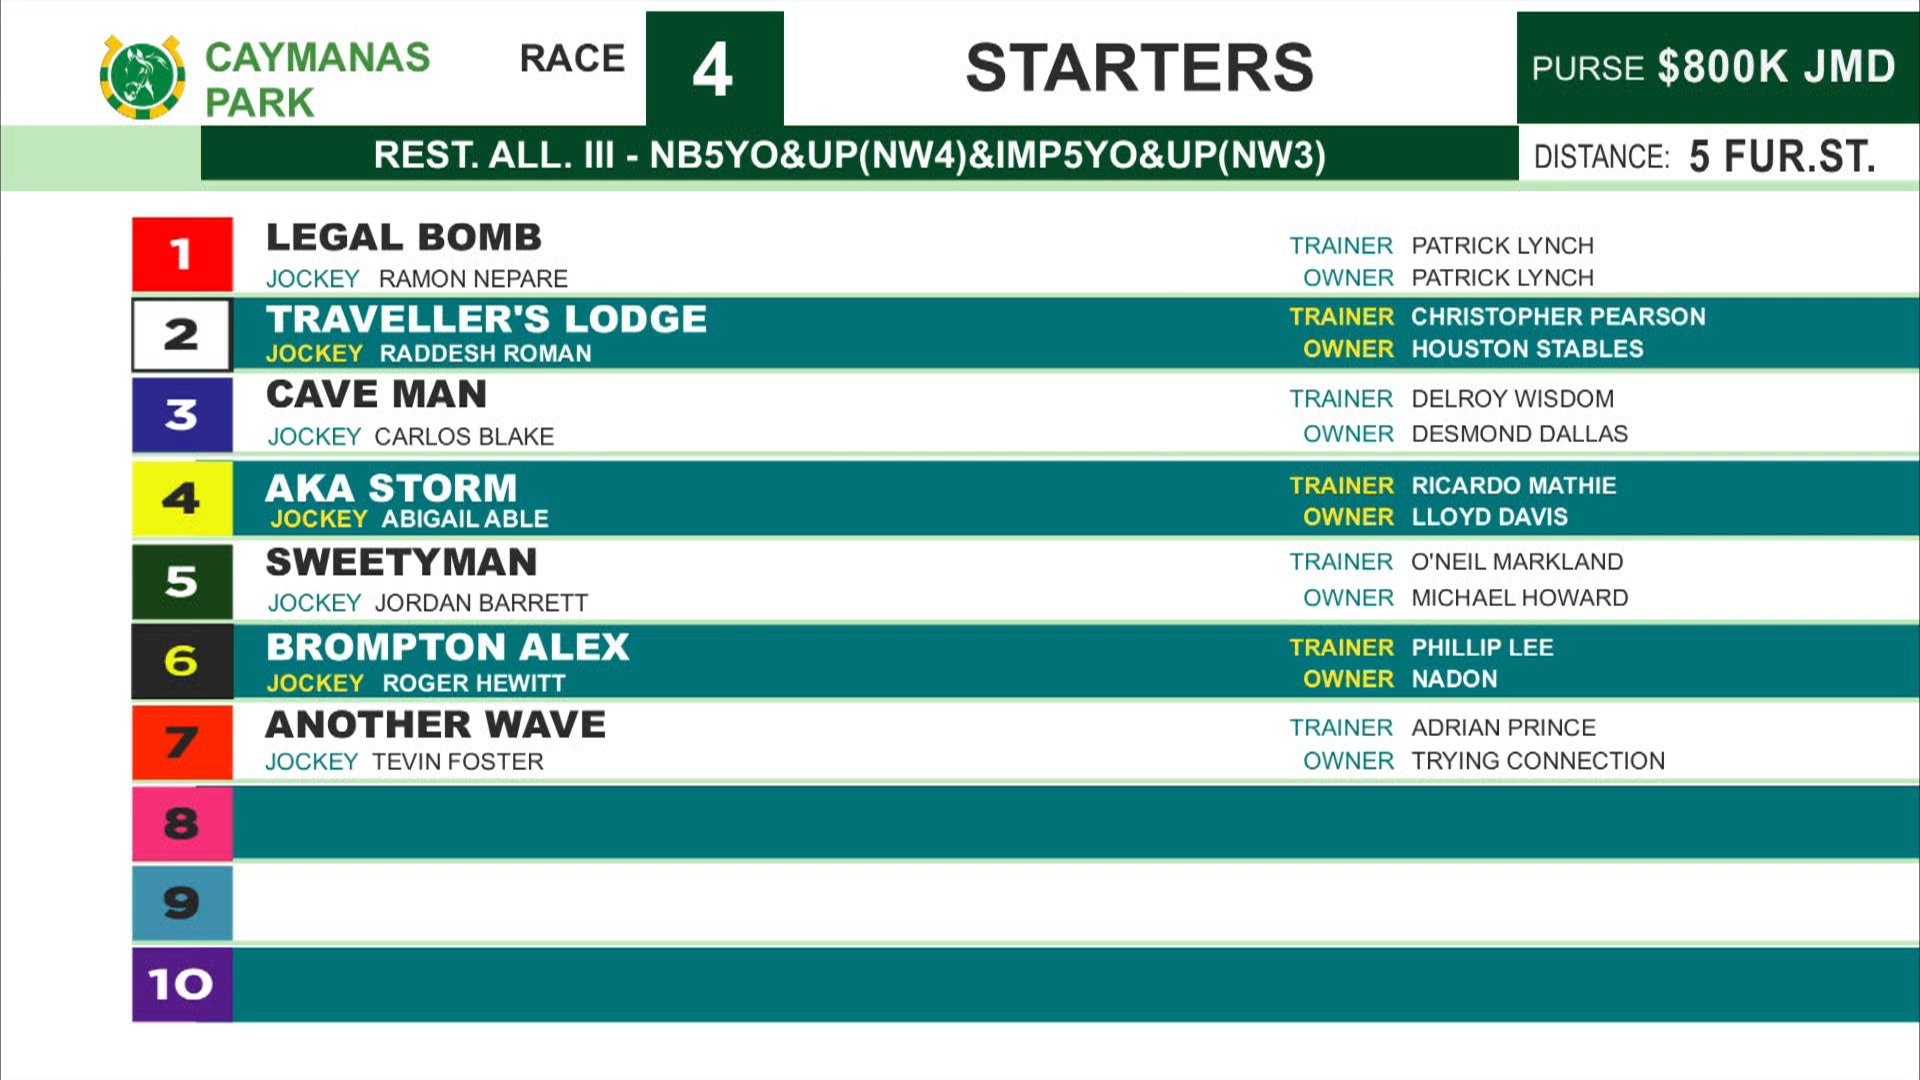 CAYMANAS
PARK
RACE 4 STARTERS PURSE $800K JMD
REST. ALL. III - NB5YO&UP(NW4)&IMP5YO&UP(NW3) DISTANCE: 5 FUR.ST.
1 LEGAL BOMB TRAINER PATRICK LYNCH
JOCKEY RAMON NEPARE OWNER PATRICK LYNCH
2 TRAVELLER'S LODGE TRAINER CHRISTOPHER PEARSON
JOCKEY RADDESH ROMAN OWNER HOUSTON STABLES
3 CAVE MAN TRAINER DELROY WISDOM
JOCKEY CARLOS BLAKE OWNER DESMOND DALLAS
4 AKA STORM TRAINER RICARDO MATHIE
JOCKEY ABIGAIL ABLE OWNER LLOYD DAVIS
5 SWEETYMAN TRAINER O'NEIL MARKLAND
JOCKEY JORDAN BARRETT OWNER MICHAEL HOWARD
6 BROMPTON ALEX TRAINER PHILLIP LEE
JOCKEY ROGER HEWITT OWNER NADON
7 ANOTHER WAVE TRAINER ADRIAN PRINCE
JOCKEY TEVIN FOSTER OWNER TRYING CONNECTION
8
9
10